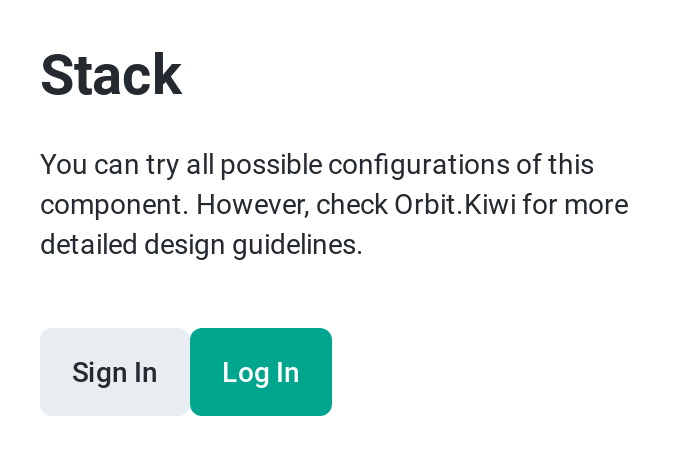 Stack
You can try all possible configurations of this
component. However, check Orbit.Kiwi for more
detailed design guidelines.
Sign In Log In